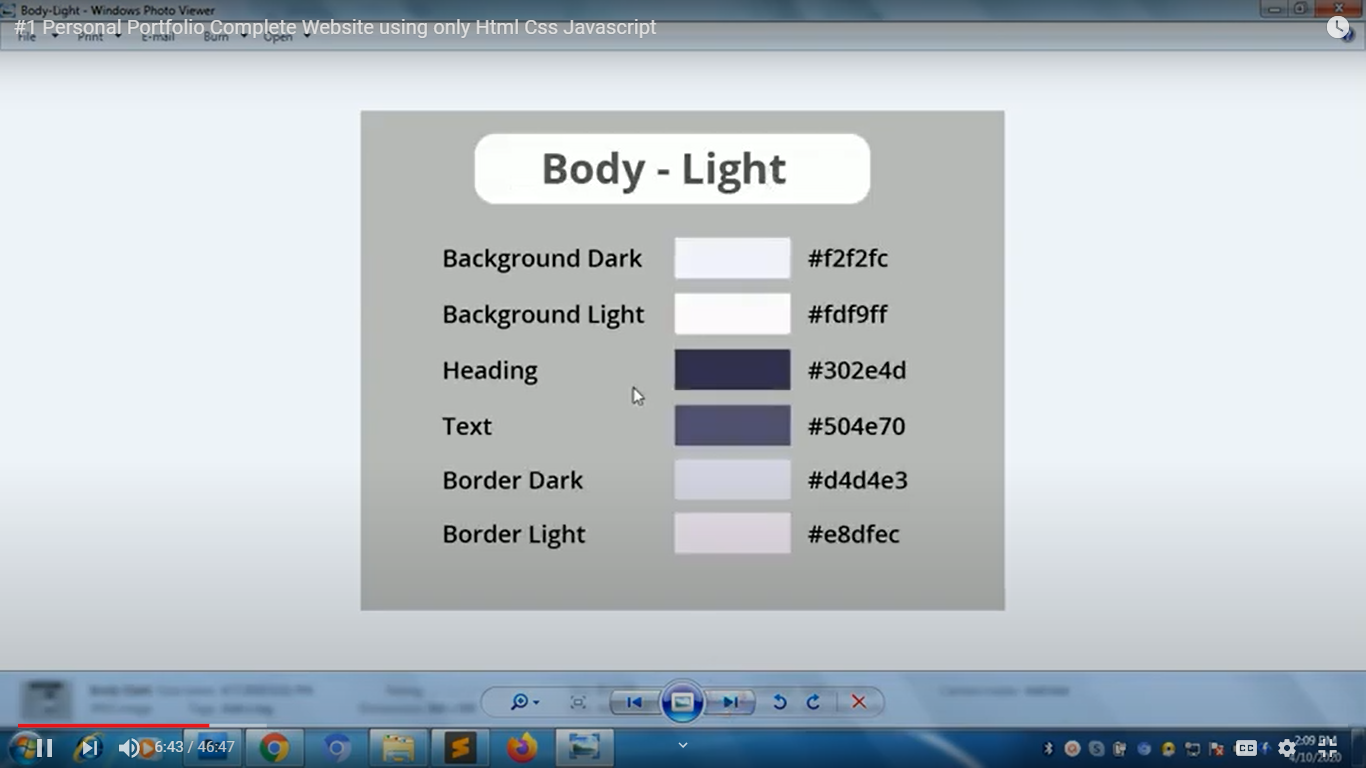 Body-Light - Windows Photo Viewer
#1 Personal Portfolio Complete Website using only Html Css Javascript
File Print E-mail Burn Open
Body - Light
Background Dark #f2f2fc
Background Light #fdf9ff
Heading #302e4d
Text #504e70
Border Dark #d4d4e3
Border Light #e8dfec
6:43 / 46:47
CC
2:09 PM
4/10/2020